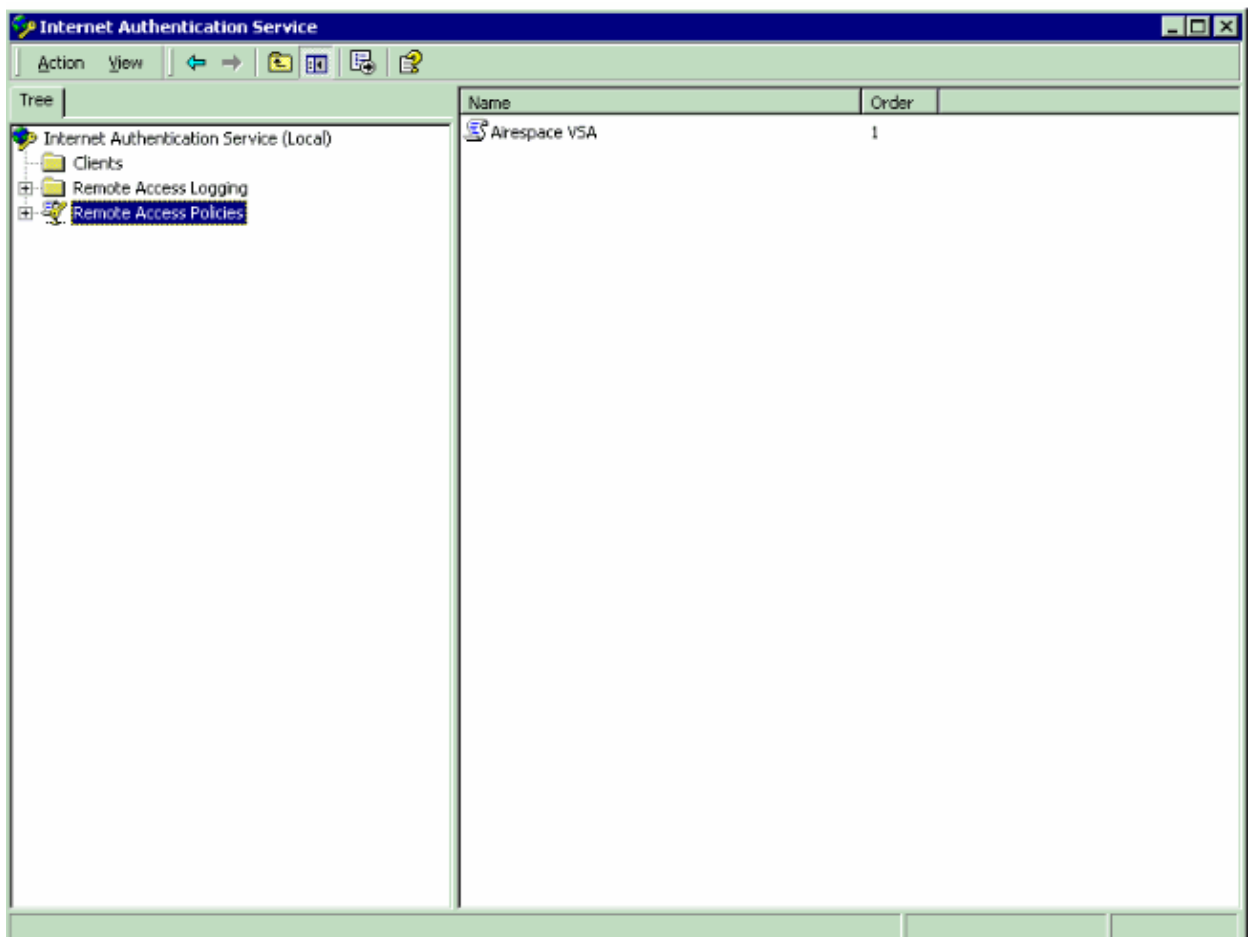 Internet Authentication Service
Action View
Tree
Internet Authentication Service (Local)
Clients
Remote Access Logging
Remote Access Policies
Name Order
Airespace VSA 1